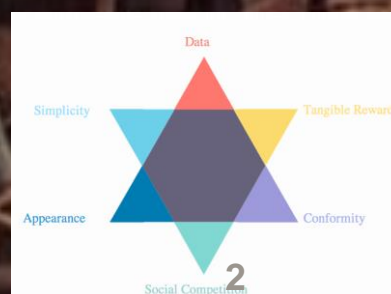 Data
Simplicity
Tangible Reward
Appearance
Conformity
Social Competition
2